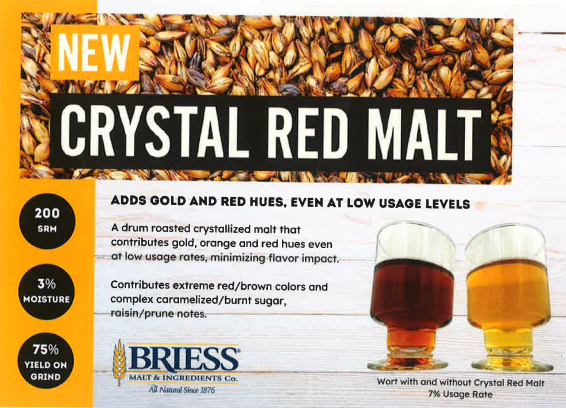 NEW
CRYSTAL RED MALT
200
SRM
3%
MOISTURE
75%
YIELD ON
GRIND
ADDS GOLD AND RED HUES, EVEN AT LOW USAGE LEVELS
A drum roasted crystallized malt that
contributes gold, orange and red hues even
at low usage rates, minimizing flavor impact.
Contributes extreme red/brown colors and
complex caramelized/burnt sugar,
raisin/prune notes.
BRIESS
MALT & INGREDIENTS Co.
All Natural Since 1876
Wort with and without Crystal Red Malt
7% Usage Rate